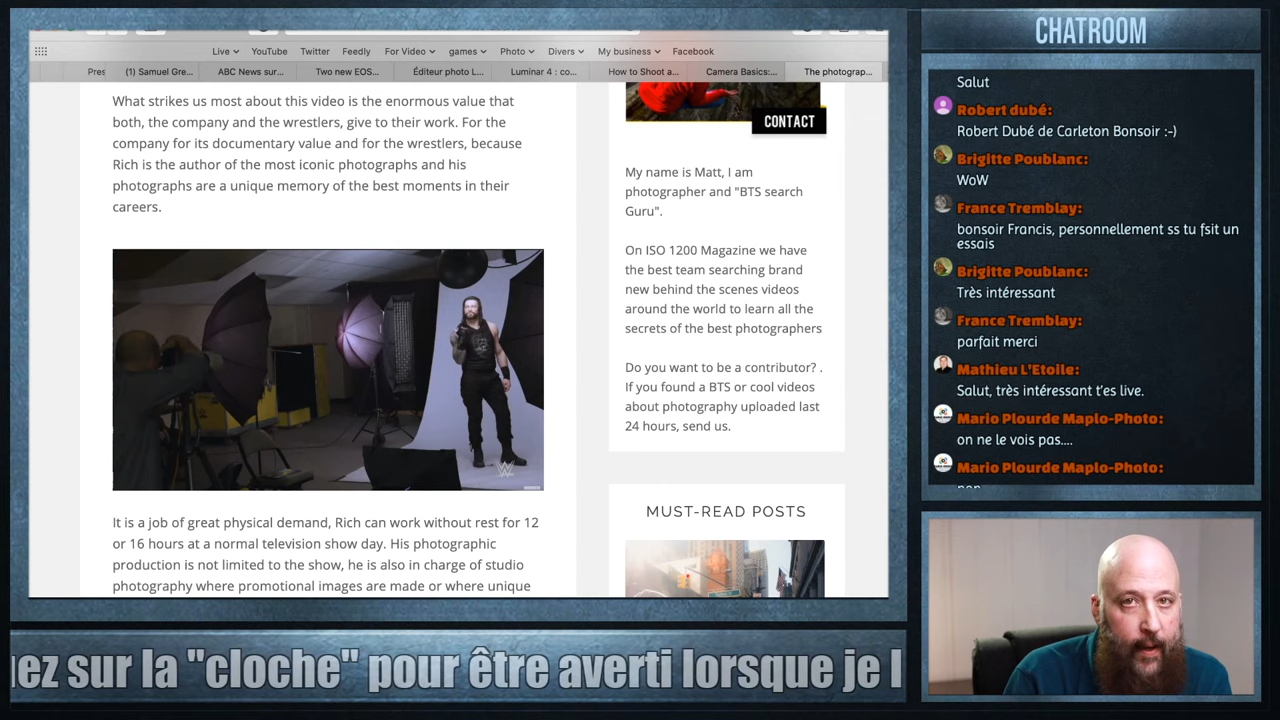 Live YouTube Twitter Feedly For Video games Photo Divers My business Facebook
(1) Samuel Gre... ABC News sur... Two new EOS... Éditeur photo L... Luminar 4 : co... How to Shoot a... Camera Basics:... The photograp...
What strikes us most about this video is the enormous value that
both, the company and the wrestlers, give to their work. For the
company for its documentary value and for the wrestlers, because
Rich is the author of the most iconic photographs and his
photographs are a unique memory of the best moments in their
careers.
It is a job of great physical demand, Rich can work without rest for 12
or 16 hours at a normal television show day. His photographic
production is not limited to the show, he is also in charge of studio
photography where promotional images are made or where unique
CONTACT
My name is Matt, I am
photographer and "BTS search
Guru".
On ISO 1200 Magazine we have
the best team searching brand
new behind the scenes videos
around the world to learn all the
secrets of the best photographers
Do you want to be a contributor? .
If you found a BTS or cool videos
about photography uploaded last
24 hours, send us.
MUST-READ POSTS
CHATROOM
Salut
Robert dubé:
Robert Dubé de Carleton Bonsoir :-)
Brigitte Poublanc:
WoW
France Tremblay:
bonsoir Francis, personnellement ss tu fsit un
essais
Brigitte Poublanc:
Très intéressant
France Tremblay:
parfait merci
Mathieu L'Etoile:
Salut, très intéressant t'es live.
Mario Plourde Maplo-Photo:
on ne le vois pas....
Mario Plourde Maplo-Photo:
ez sur la "cloche" pour être averti lorsque je l